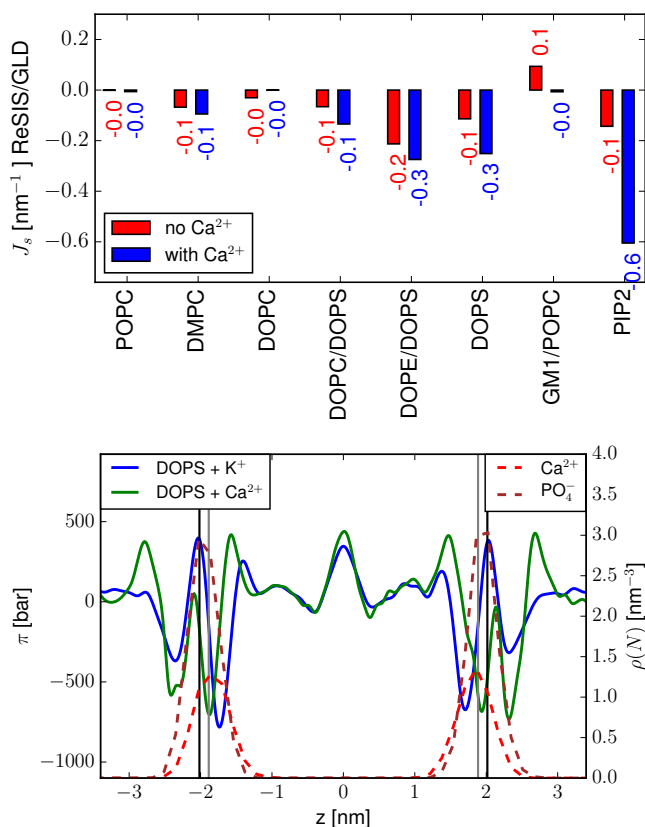 0.2
0.0
−0.2
−0.4
−0.6
J_s [nm⁻¹ ] ReSIS/GLD
-0.0
-0.0
-0.1
-0.1
-0.0
-0.0
-0.1
-0.1
-0.2
-0.3
-0.1
-0.3
0.1
-0.0
-0.1
-0.6
no Ca²⁺
with Ca²⁺
POPC
DMPC
DOPC
DOPC/DOPS
DOPE/DOPS
DOPS
GM1/POPC
PIP2
DOPS + K⁺
DOPS + Ca²⁺
Ca²⁺
PO₄⁻
500
0
−500
−1000
π [bar]
4.0
3.5
3.0
2.5
2.0
1.5
1.0
0.5
0.0
ρ(N) [nm⁻³]
−3 −2 −1 0 1 2 3
z [nm]